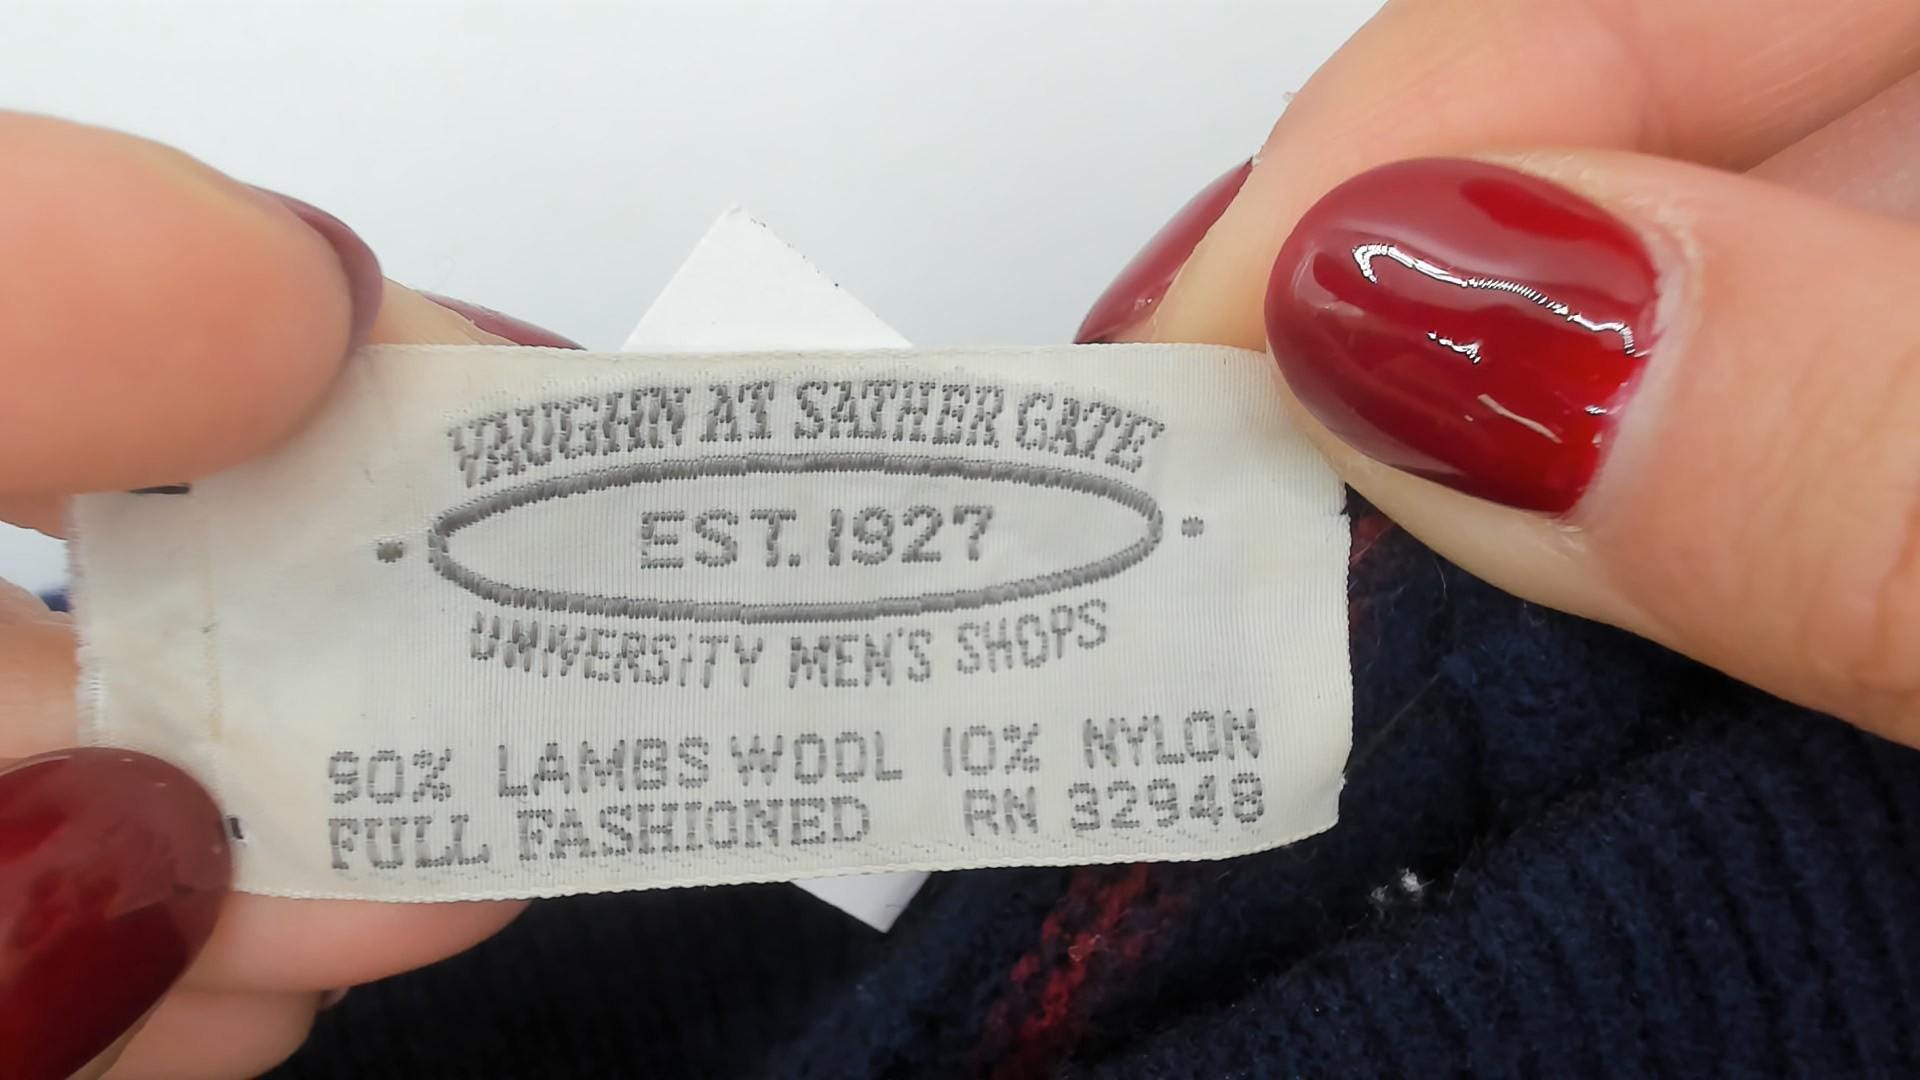 VAUGHN AT SATHER GATE
EST. 1927
UNIVERSITY MEN'S SHOPS
90% LAMBS WOOL 10% NYLON
FULL FASHIONED RN 32948